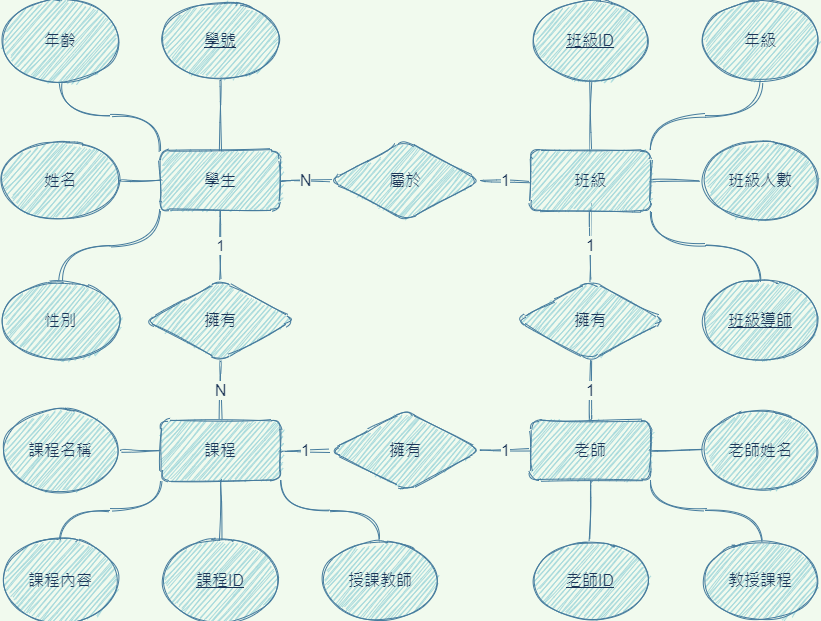 年齡
學號
班級ID
年級
姓名
學生
N
屬於
1
班級
班級人數
1
1
性別
擁有
擁有
班級導師
N
1
課程名稱
課程
1
擁有
1
老師
老師姓名
課程內容
課程ID
授課教師
老師ID
教授課程